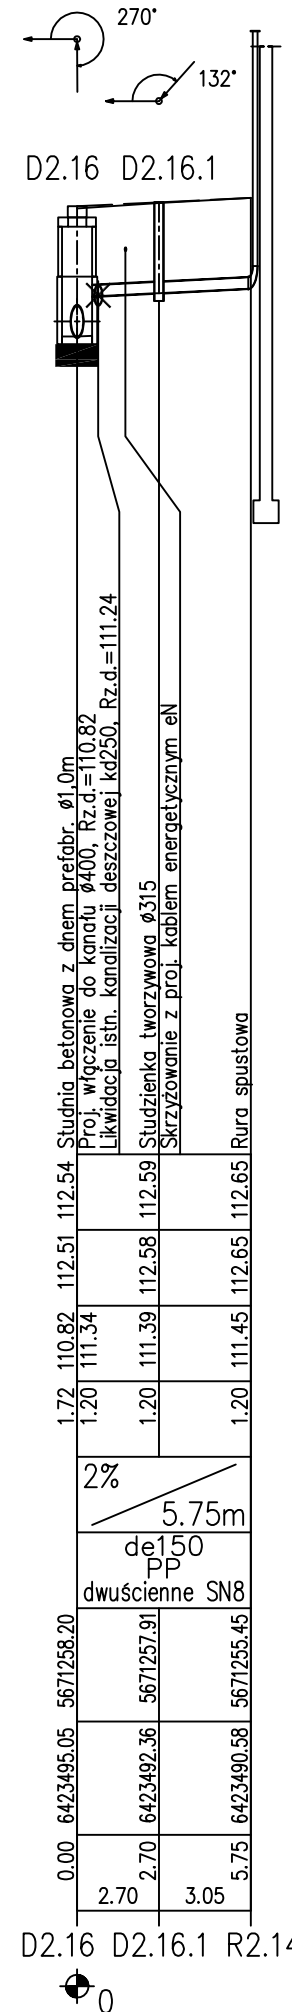 270°
132°
D2.16 D2.16.1
Studnia betonowa z dnem prefabr. ø1,0m
Proj. włączenie do kanału ø400, Rz.d.=110.82
Likwidacja istn. kanalizacji deszczowej kd250, Rz.d.=111.24
Studzienka tworzywowa ø315
Skrzyżowanie z proj. kablem energetycznym eN
Rura spustowa
112.54 112.59 112.65
112.51 112.58 112.65
110.82 111.34 111.39 111.45
1.72 1.20 1.20 1.20
2%
5.75m
de150
PP
dwuścienne SN8
5671258.20 5671257.91 5671255.45
6423495.05 6423492.36 6423490.58
0.00 2.70 5.75
2.70 3.05
D2.16 D2.16.1 R2.14
0